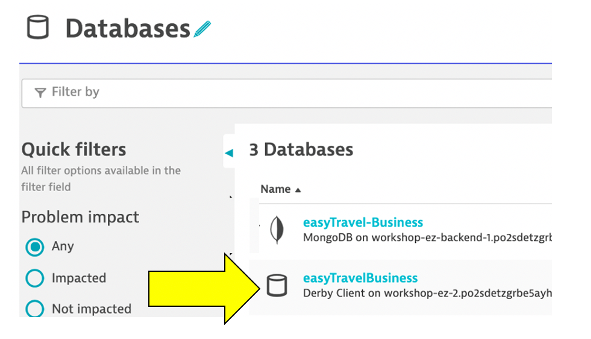 Databases
Filter by
Quick filters
All filter options available in the
filter field
Problem impact
Any
Impacted
Not impacted
3 Databases
Name
easyTravel-Business
MongoDB on workshop-ez-backend-1.po2sdetzgrb
easyTravelBusiness
Derby Client on workshop-ez-2.po2sdetzgrbe5ayh